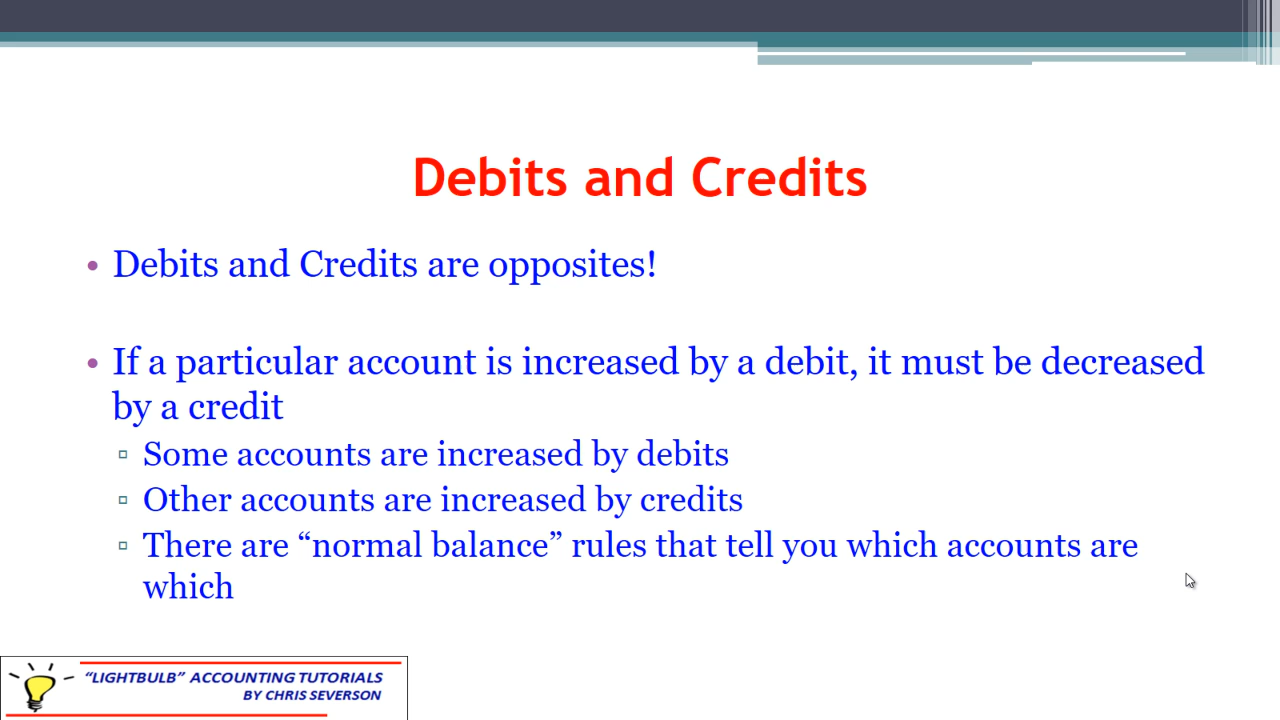 Debits and Credits
• Debits and Credits are opposites!
• If a particular account is increased by a debit, it must be decreased
by a credit
▫ Some accounts are increased by debits
▫ Other accounts are increased by credits
▫ There are “normal balance” rules that tell you which accounts are
which
“LIGHTBULB” ACCOUNTING TUTORIALS
BY CHRIS SEVERSON